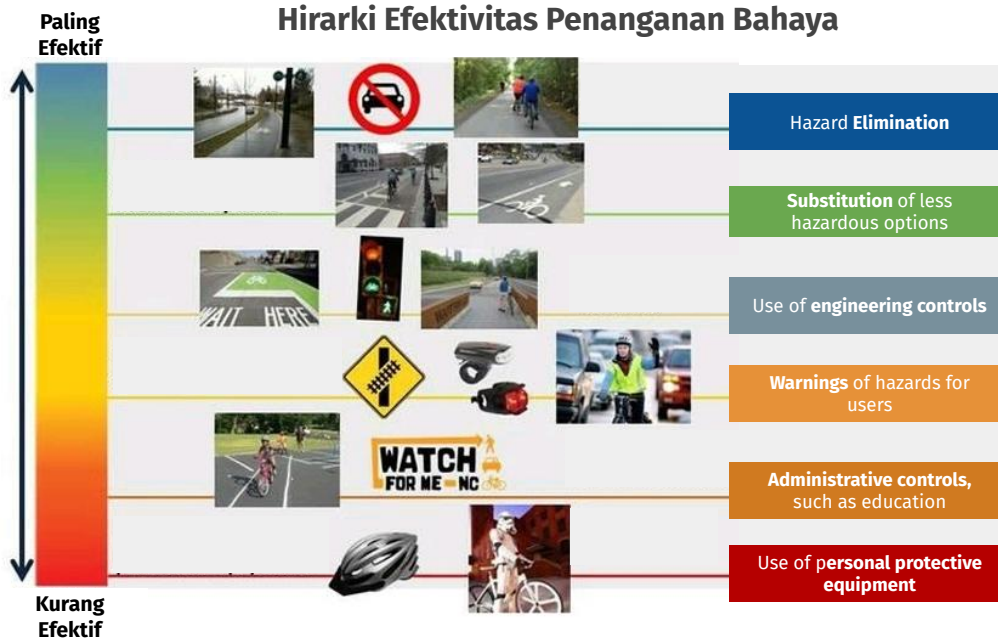 Hirarki Efektivitas Penanganan Bahaya
Paling
Efektif
Hazard Elimination
Substitution of less
hazardous options
Use of engineering controls
WAIT HERE
Warnings of hazards for
users
WATCH
FOR ME-NC
Administrative controls,
such as education
Use of personal protective
equipment
Kurang
Efektif